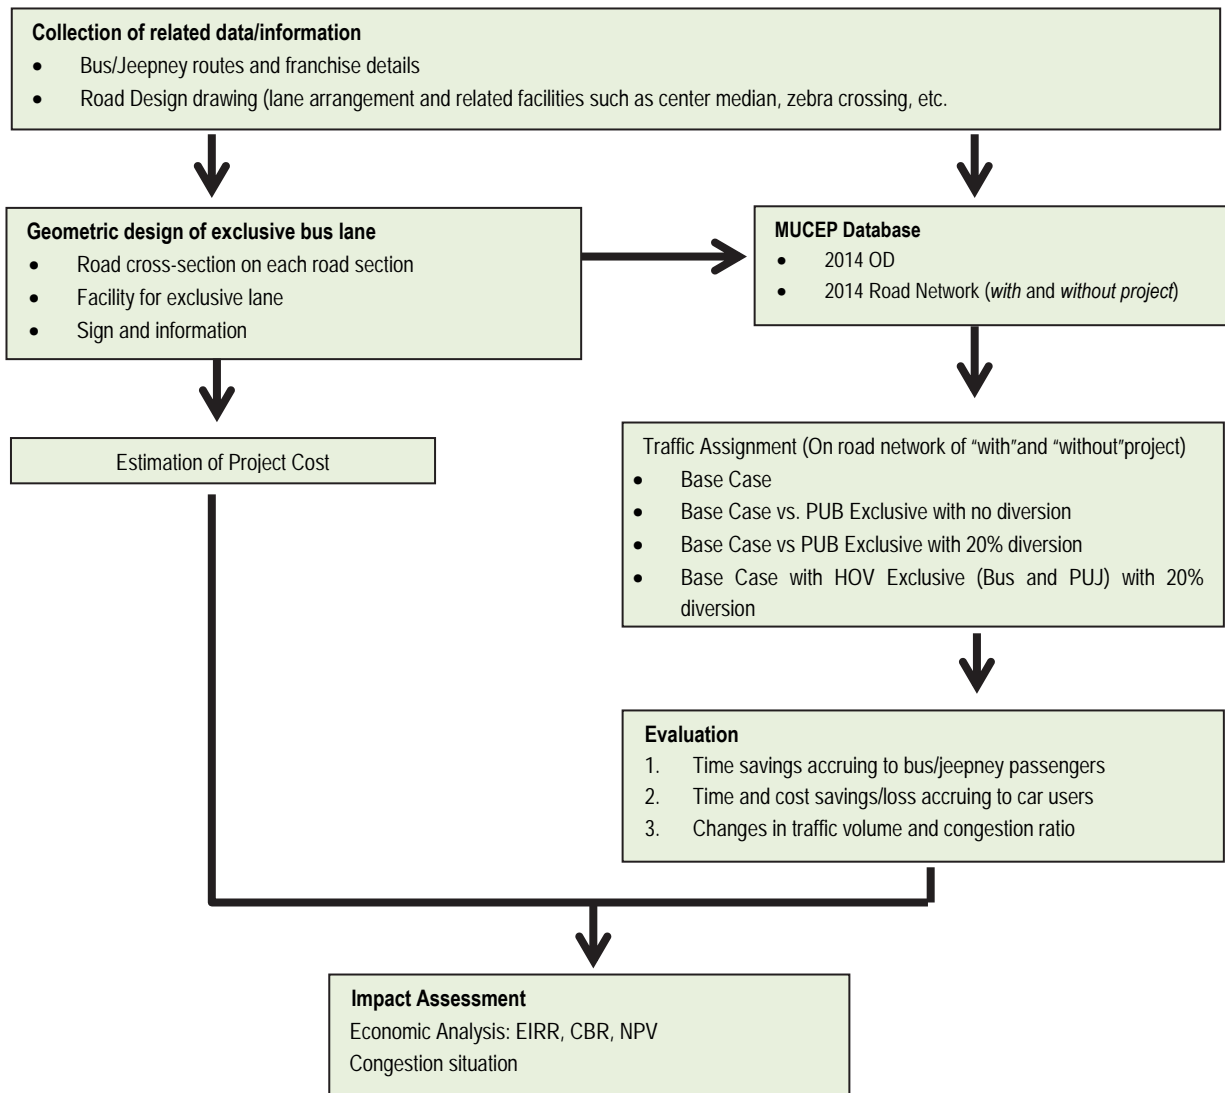 Collection of related data/information
• Bus/Jeepney routes and franchise details
• Road Design drawing (lane arrangement and related facilities such as center median, zebra crossing, etc.
Geometric design of exclusive bus lane
• Road cross-section on each road section
• Facility for exclusive lane
• Sign and information
MUCEP Database
• 2014 OD
• 2014 Road Network (with and without project)
Estimation of Project Cost
Traffic Assignment (On road network of “with”and “without”project)
• Base Case
• Base Case vs. PUB Exclusive with no diversion
• Base Case vs PUB Exclusive with 20% diversion
• Base Case with HOV Exclusive (Bus and PUJ) with 20%
diversion
Evaluation
1. Time savings accruing to bus/jeepney passengers
2. Time and cost savings/loss accruing to car users
3. Changes in traffic volume and congestion ratio
Impact Assessment
Economic Analysis: EIRR, CBR, NPV
Congestion situation